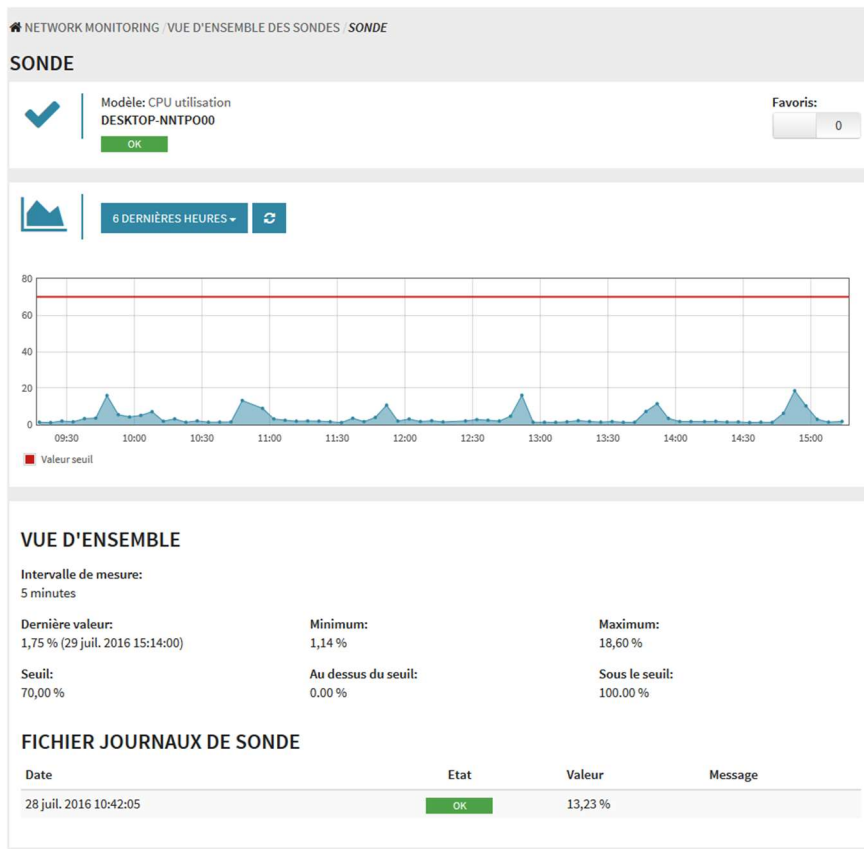 NETWORK MONITORING / VUE D'ENSEMBLE DES SONDES / SONDE
SONDE
Modèle: CPU utilisation
Favoris:
DESKTOP-NNTPO00
0
OK
6 DERNIÈRES HEURES
80
60
40
20
0
09:30 10:00 10:30 11:00 11:30 12:00 12:30 13:00 13:30 14:00 14:30 15:00
Valeur seuil
VUE D'ENSEMBLE
Intervalle de mesure:
5 minutes
Dernière valeur: Minimum: Maximum:
1,75 % (29 juil. 2016 15:14:00) 1,14 % 18,60 %
Seuil: Au dessus du seuil: Sous le seuil:
70,00 % 0.00 % 100.00 %
FICHIER JOURNAUX DE SONDE
Date Etat Valeur Message
28 juil. 2016 10:42:05 OK 13,23 %